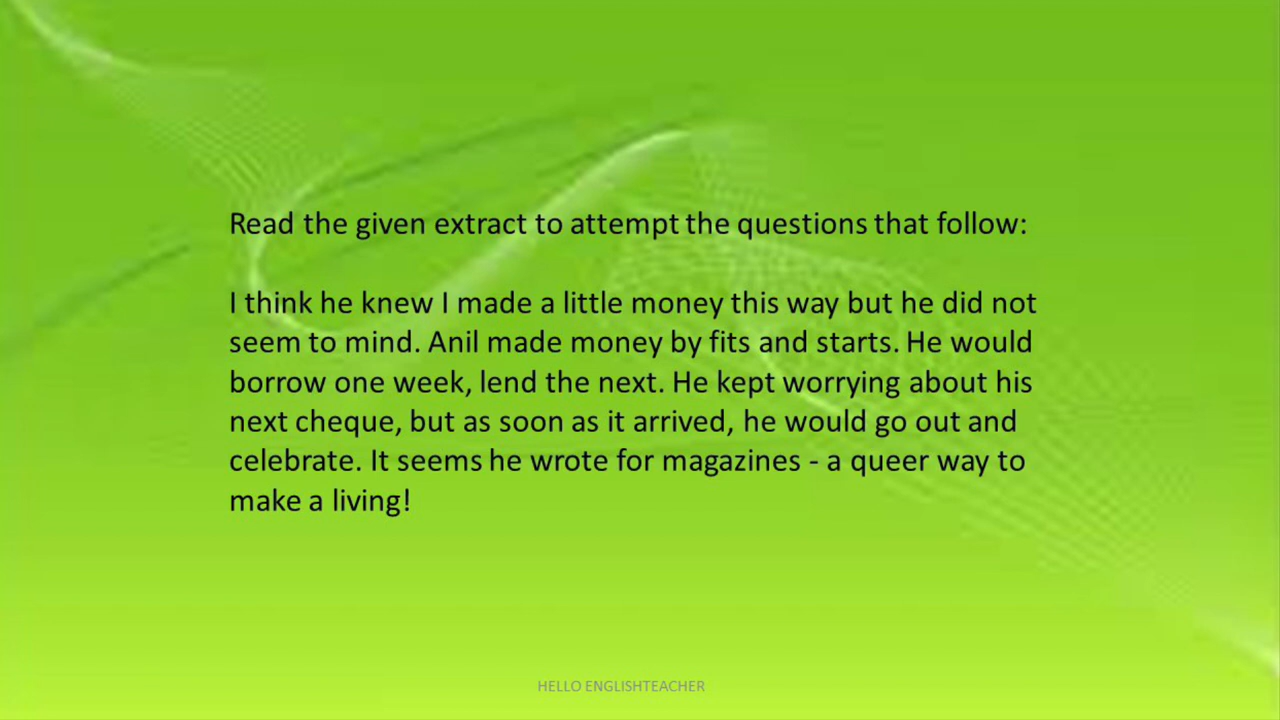 Read the given extract to attempt the questions that follow:
I think he knew I made a little money this way but he did not
seem to mind. Anil made money by fits and starts. He would
borrow one week, lend the next. He kept worrying about his
next cheque, but as soon as it arrived, he would go out and
celebrate. It seems he wrote for magazines - a queer way to
make a living!
HELLO ENGLISHTEACHER